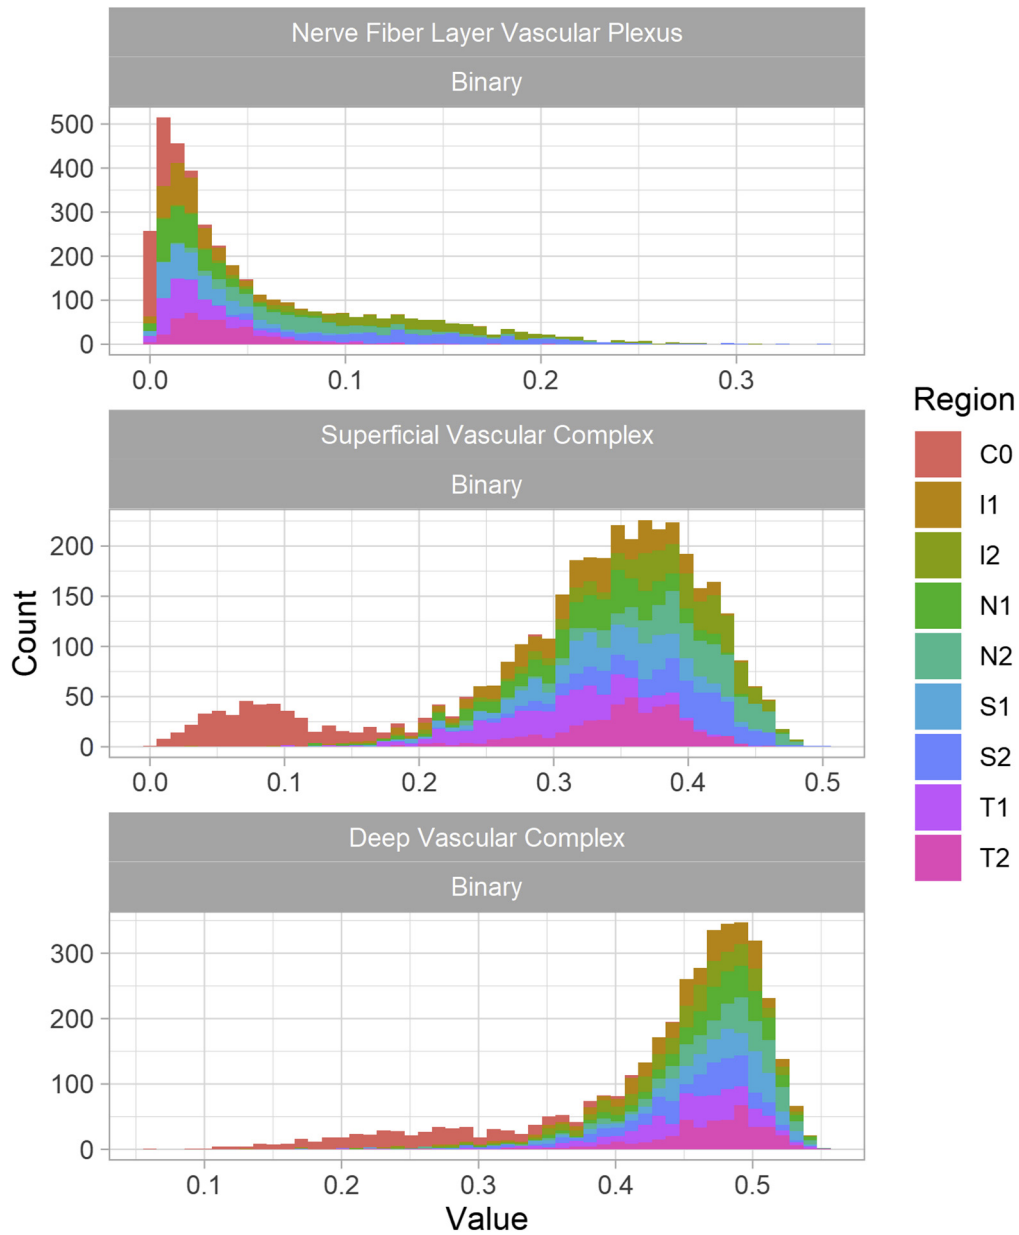 Nerve Fiber Layer Vascular Plexus
Binary
500
400
300
200
100
0
0.0 0.1 0.2 0.3
Superficial Vascular Complex
Binary
200
150
100
50
0
0.0 0.1 0.2 0.3 0.4 0.5
Deep Vascular Complex
Binary
300
200
100
0
0.1 0.2 0.3 0.4 0.5
Value
Count
Region
C0
I1
I2
N1
N2
S1
S2
T1
T2